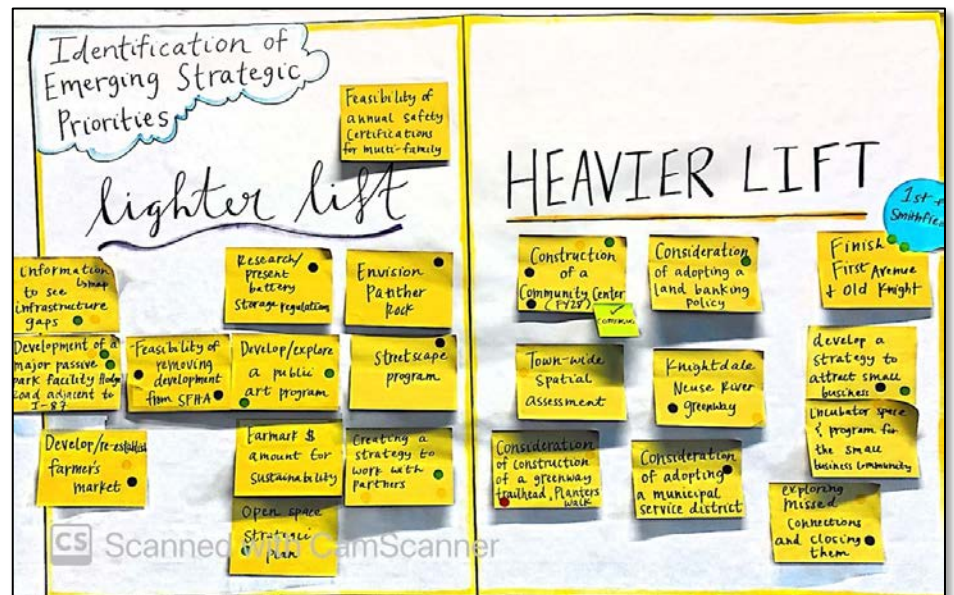 Identification of
Emerging Strategic
Priorities
Feasibility of
annual safety
Certifications
for multi-family
lighter lift
Information
to see
infrastructure
gaps
Research/
present
battery
Storage regulation
Envision
Panther
Rock
Development of a
major passive
park facility Hodge
road adjacent to
I-87
-Feasibility of
removing
development
from SFHA
Develop/explore
a public
art program
Streetscape
program
Develop/re-establish
farmer's
market
Earmark $
amount for
Sustainability
Creating a
strategy to
work with
partners
Open space
Strategic
plan
HEAVIER LIFT
1st +
Smithfie
Construction
of a
Community Center
(FY28)
continue
Consideration
of adopting a
land banking
policy
Finish
First Avenue
+ Old Knight
Town-wide
Spatial
assessment
Knightdale
Neuse River
greenway
develop a
strategy to
attract small
business
Incubator space
& program for
the small
business community
Consideration
of construction
of a greenway
trailhead, Planters
Walk
Consideration
of adopting
a municipal
service district
exploring
missed
connections
and closing
them
CS Scanned with CamScanner